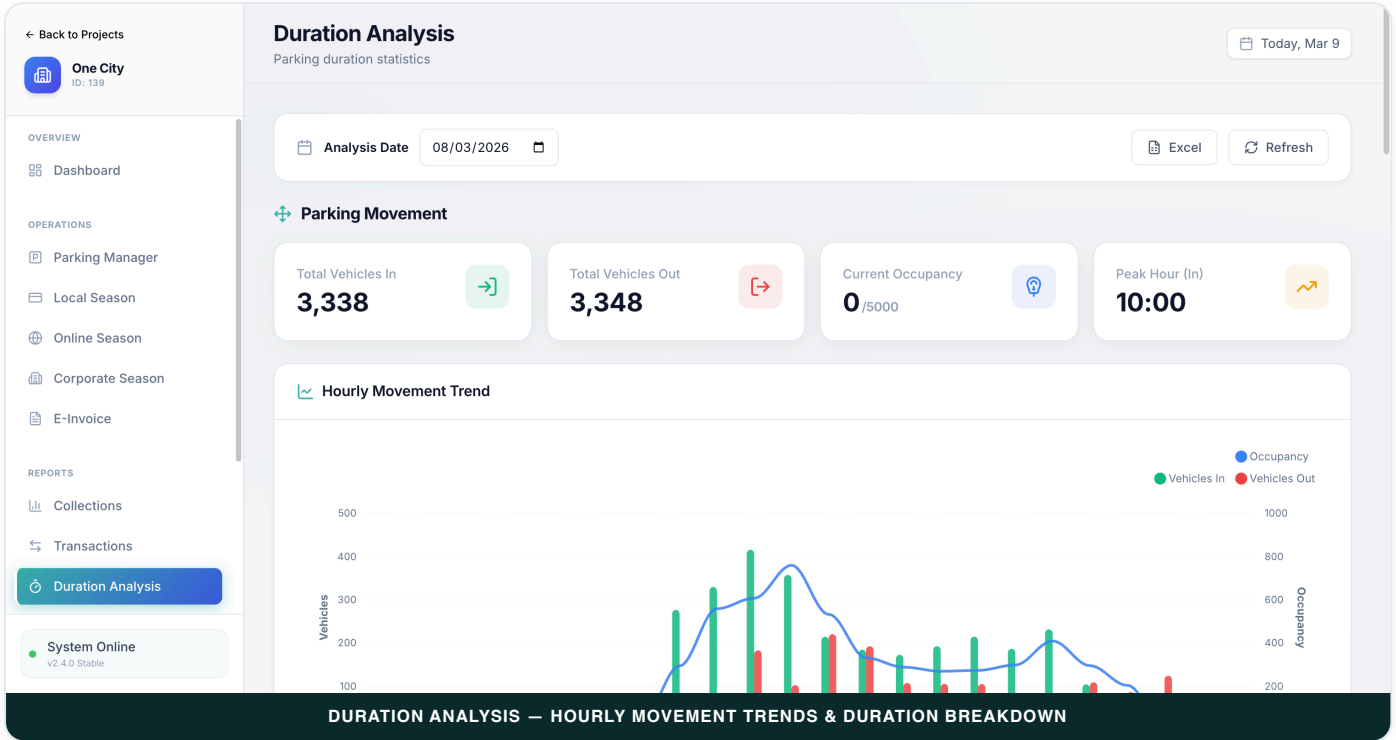 ← Back to Projects
One City
ID: 139
OVERVIEW
Dashboard
OPERATIONS
Parking Manager
Local Season
Online Season
Corporate Season
E-Invoice
REPORTS
Collections
Transactions
Duration Analysis
System Online
v2.4.0 Stable
Duration Analysis
Parking duration statistics
Today, Mar 9
Analysis Date 08/03/2026
Excel
Refresh
Parking Movement
Total Vehicles In
3,338
Total Vehicles Out
3,348
Current Occupancy
0 /5000
Peak Hour (In)
10:00
Hourly Movement Trend
Occupancy
Vehicles In Vehicles Out
500 1000
400 800
300 600
200 400
100 200
Vehicles
Occupancy
DURATION ANALYSIS — HOURLY MOVEMENT TRENDS & DURATION BREAKDOWN